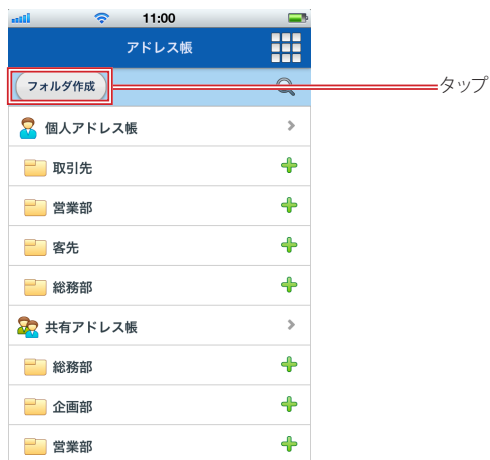 11:00
アドレス帳
フォルダ作成
タップ
個人アドレス帳
取引先
営業部
客先
総務部
共有アドレス帳
総務部
企画部
営業部